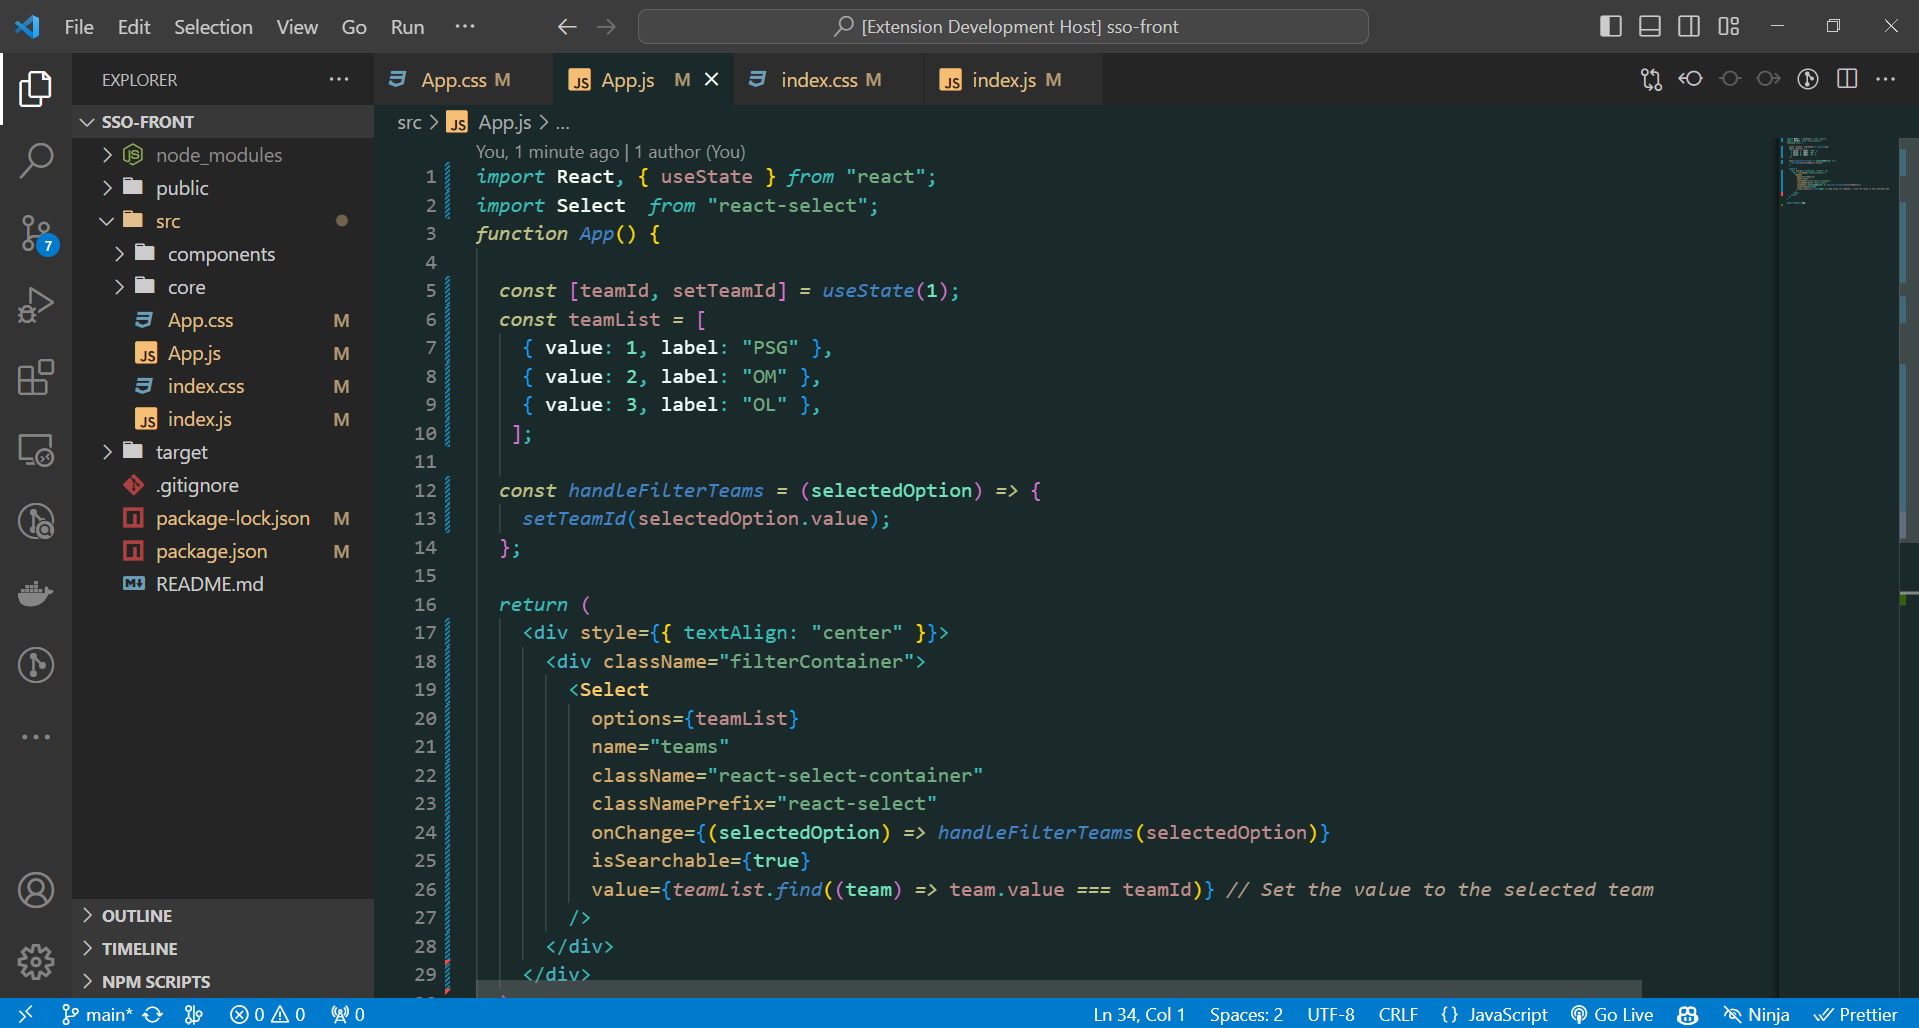 File Edit Selection View Go Run ··· [Extension Development Host] sso-front
EXPLORER ···
SSO-FRONT
node_modules
public
src
components
core
App.css M
App.js M
index.css M
index.js M
target
.gitignore
package-lock.json M
package.json M
README.md
OUTLINE
TIMELINE
NPM SCRIPTS
7
App.css M App.js M index.css M index.js M
src > JS App.js > ...
You, 1 minute ago | 1 author (You)
1 import React, { useState } from "react";
2 import Select  from "react-select";
3 function App() {
4
5   const [teamId, setTeamId] = useState(1);
6   const teamList = [
7     { value: 1, label: "PSG" },
8     { value: 2, label: "OM" },
9     { value: 3, label: "OL" },
10    ];
11
12   const handleFilterTeams = (selectedOption) => {
13     setTeamId(selectedOption.value);
14   };
15
16   return (
17     <div style={{ textAlign: "center" }}>
18       <div className="filterContainer">
19         <Select
20           options={teamList}
21           name="teams"
22           className="react-select-container"
23           classNamePrefix="react-select"
24           onChange={(selectedOption) => handleFilterTeams(selectedOption)}
25           isSearchable={true}
26           value={teamList.find((team) => team.value === teamId)} // Set the value to the selected team
27         />
28       </div>
29     </div>
main* 0 0 0 Ln 34, Col 1 Spaces: 2 UTF-8 CRLF {} JavaScript Go Live Ninja Prettier